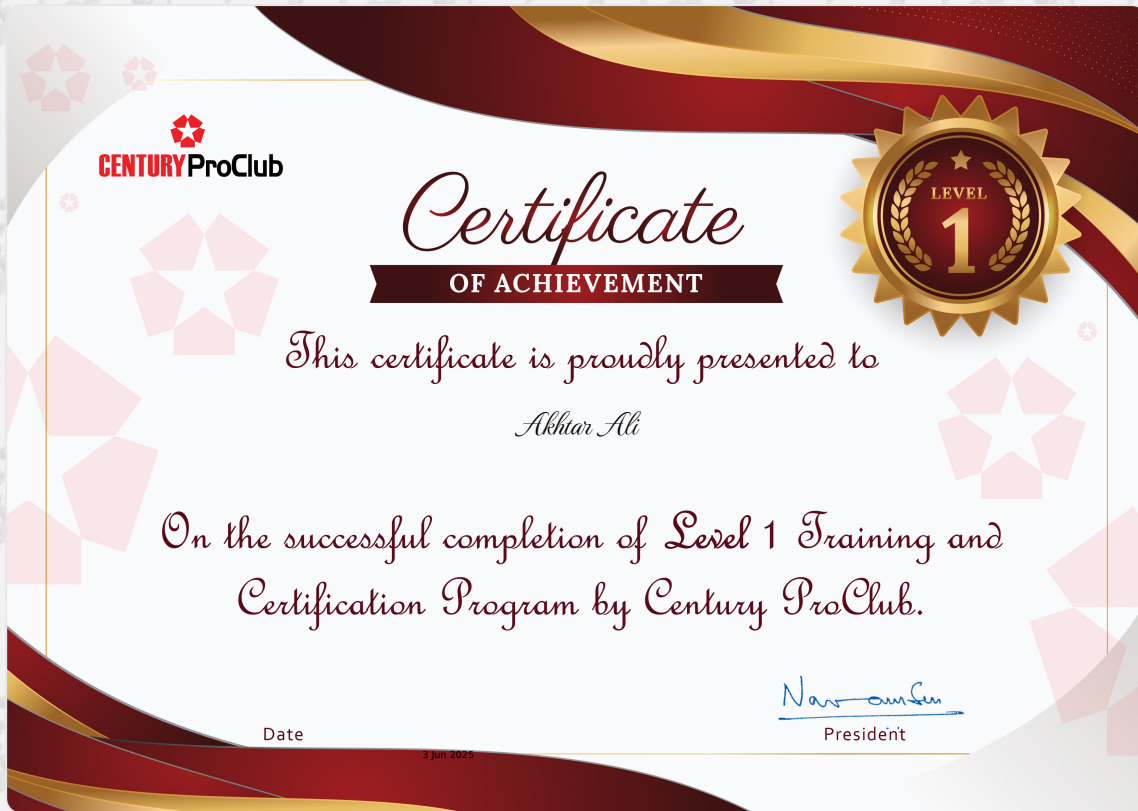 CENTURY ProClub
LEVEL
1
Certificate
OF ACHIEVEMENT
This certificate is proudly presented to
Akhtar Ali
On the successful completion of Level 1 Training and
Certification Program by Century ProClub.
Date
President
3 Jun 2025